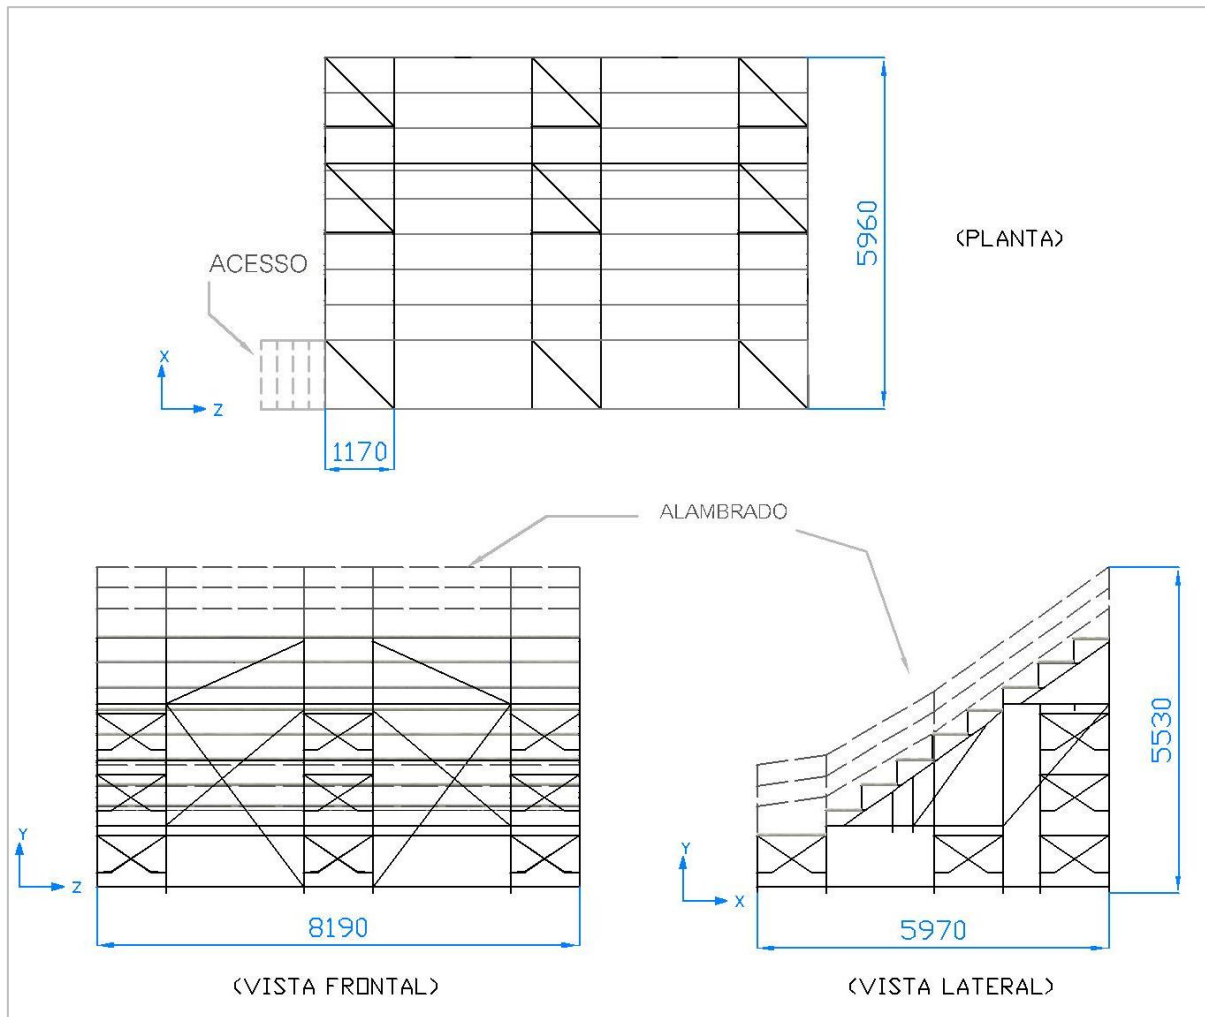 5960
(PLANTA)
ACESSO
X
Z
1170
ALAMBRADO
5530
Y
Z
Y
X
8190
5970
(VISTA FRONTAL)
(VISTA LATERAL)